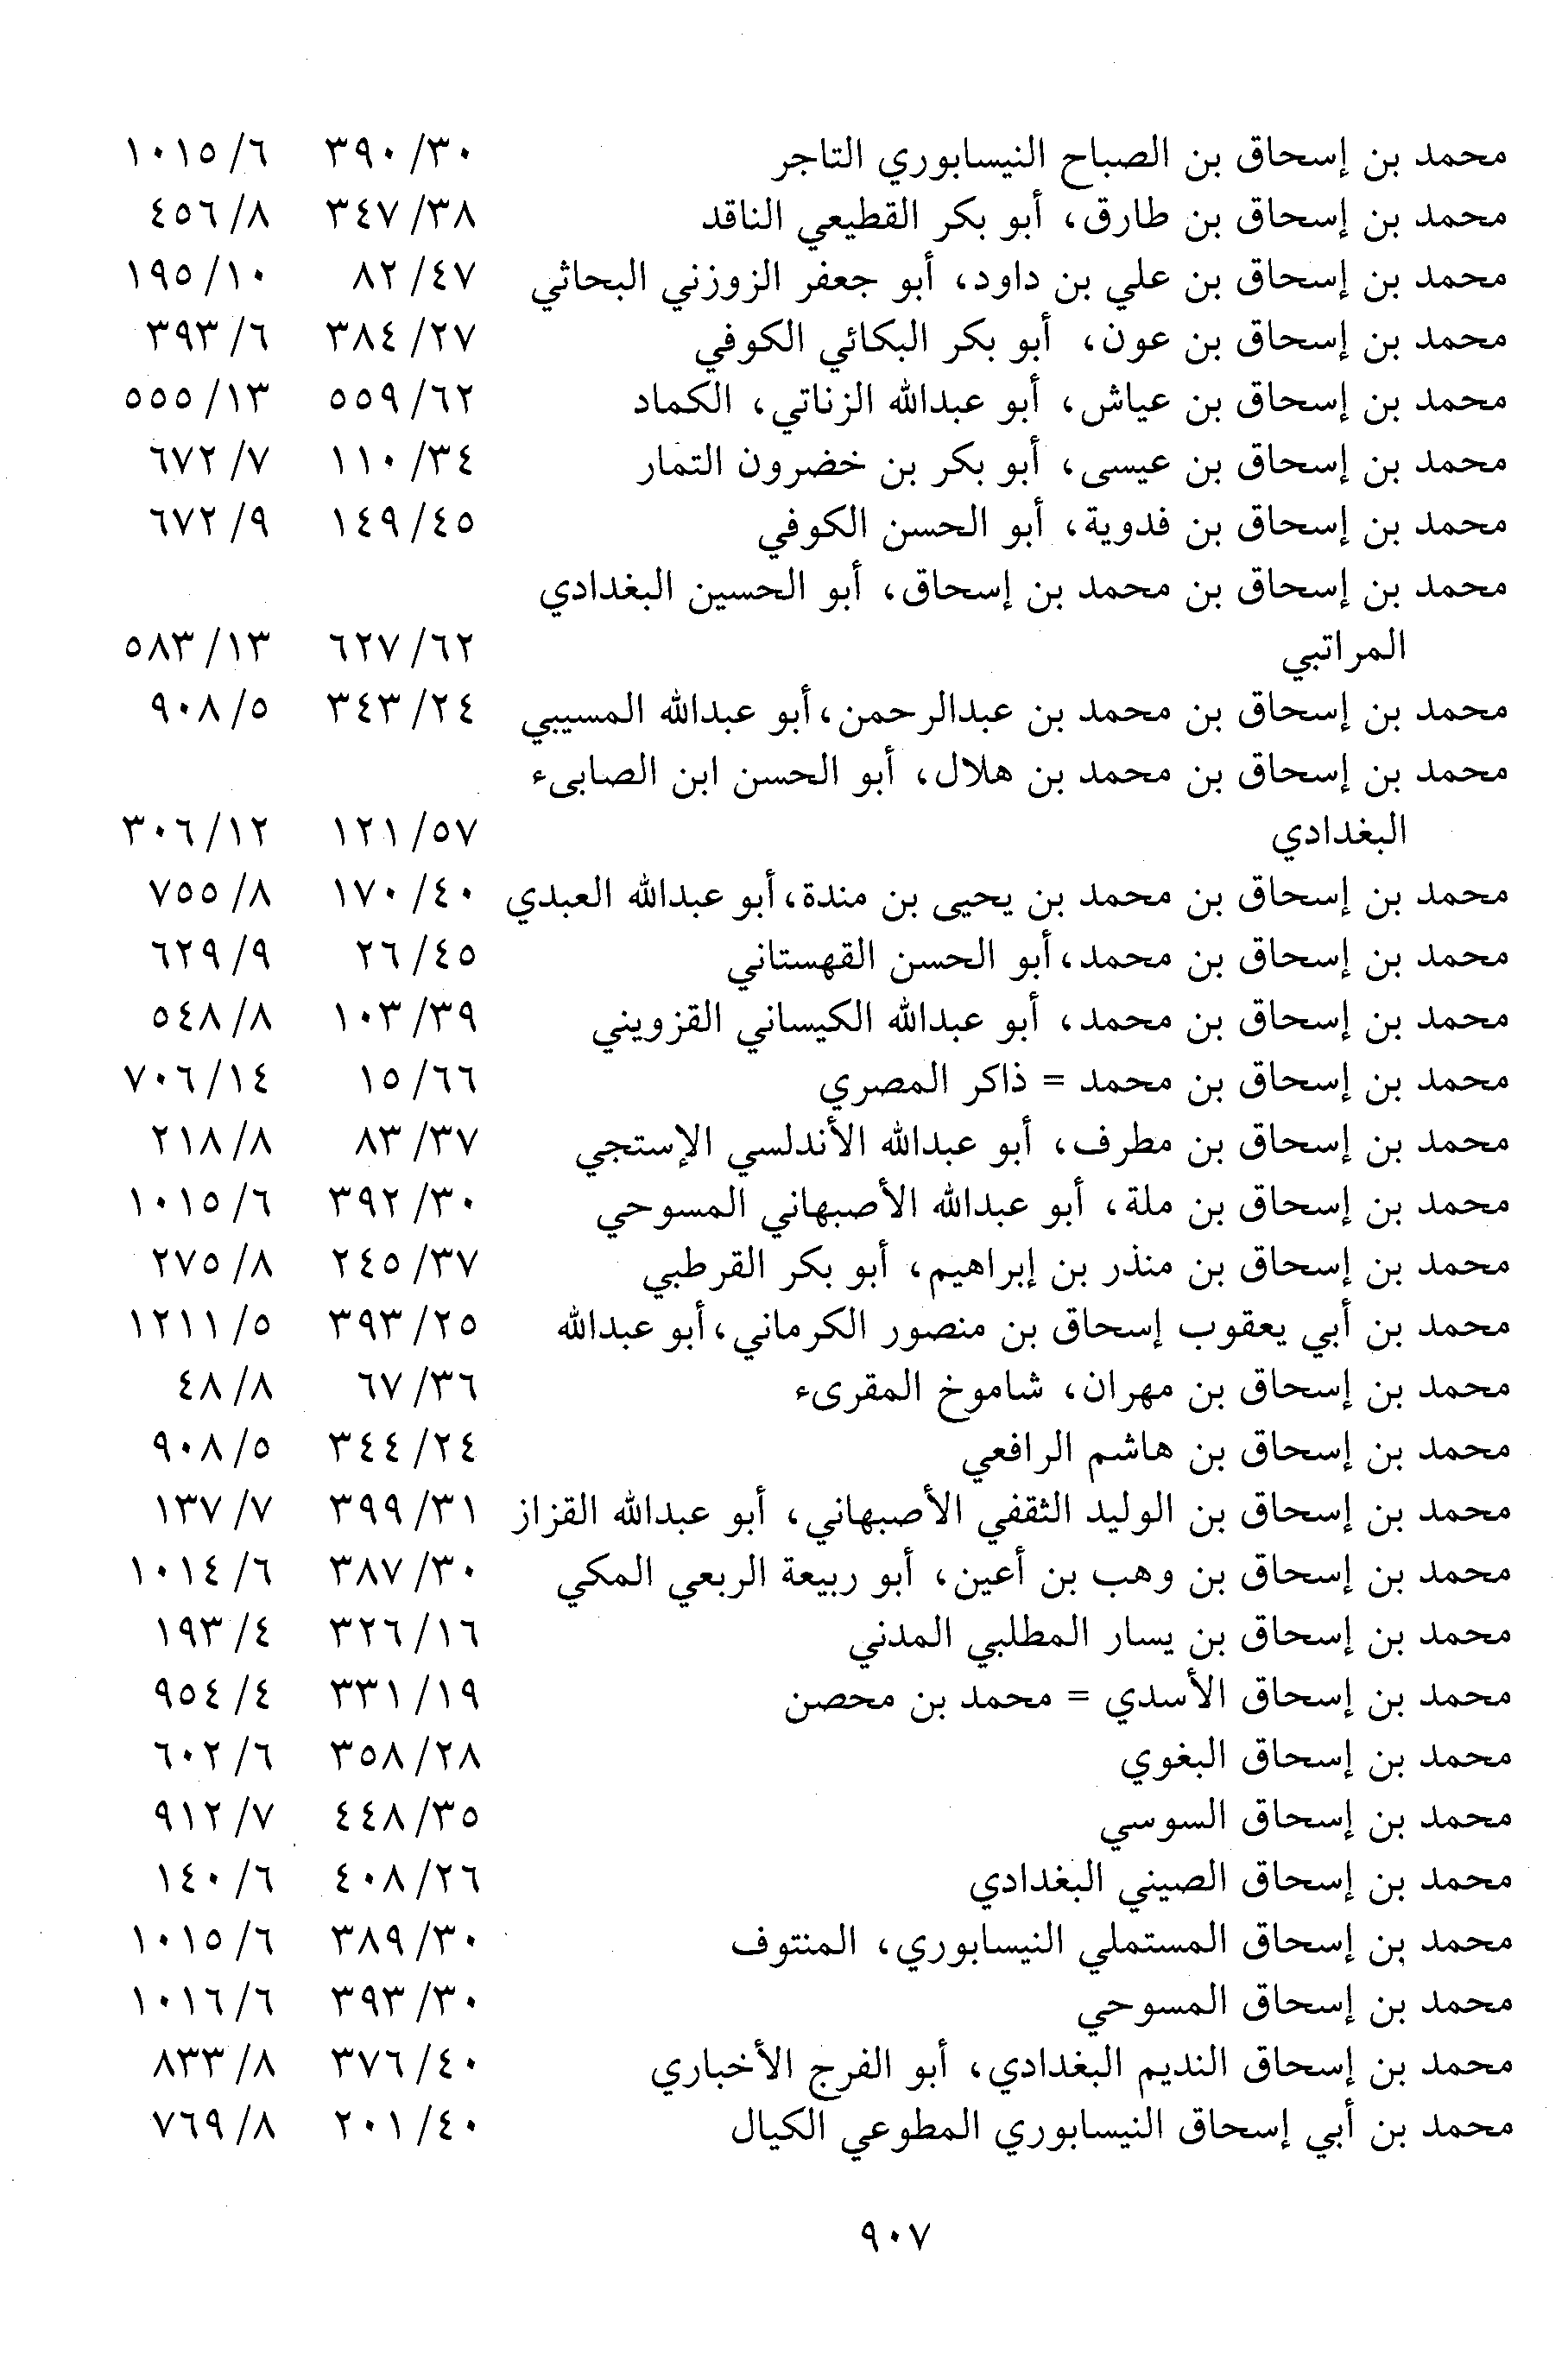 محمد بن إسحاق بن الصباح النيسابوري التاجر ٣٩٠/٣٠ ١٠١٥/٦
محمد بن إسحاق بن طارق، أبو بكر القطيعي الناقد ٣٤٧/٣٨ ٤٥٦/٨
محمد بن إسحاق بن علي بن داود، أبو جعفر الزوزني البحاثي ٨٢/٤٧ ١٩٥/١٠
محمد بن إسحاق بن عون، أبو بكر البكائي الكوفي ٣٨٤/٢٧ ٣٩٣/٦
محمد بن إسحاق بن عياش، أبو عبدالله الزناتي، الكماد ٥٥٩/٦٢ ٥٥٥/١٣
محمد بن إسحاق بن عيسى، أبو بكر بن خضرون التمار ١١٠/٣٤ ٦٧٢/٧
محمد بن إسحاق بن فدوية، أبو الحسن الكوفي ١٤٩/٤٥ ٦٧٢/٩
محمد بن إسحاق بن محمد بن إسحاق، أبو الحسين البغدادي
المراتبي ٦٢٧/٦٢ ٥٨٣/١٣
محمد بن إسحاق بن محمد بن عبدالرحمن، أبو عبدالله المسيبي ٣٤٣/٢٤ ٩٠٨/٥
محمد بن إسحاق بن محمد بن هلال، أبو الحسن ابن الصابىء
البغدادي ١٢١/٥٧ ٣٠٦/١٢
محمد بن إسحاق بن محمد بن يحيى بن مندة، أبو عبدالله العبدي ١٧٠/٤٠ ٧٥٥/٨
محمد بن إسحاق بن محمد، أبو الحسن القهستاني ٢٦/٤٥ ٦٢٩/٩
محمد بن إسحاق بن محمد، أبو عبدالله الكيساني القزويني ١٠٣/٣٩ ٥٤٨/٨
محمد بن إسحاق بن محمد = ذاكر المصري ١٥/٦٦ ٧٠٦/١٤
محمد بن إسحاق بن مطرف، أبو عبدالله الأندلسي الإستجي ٨٣/٣٧ ٢١٨/٨
محمد بن إسحاق بن ملة، أبو عبدالله الأصبهاني المسوحي ٣٩٢/٣٠ ١٠١٥/٦
محمد بن إسحاق بن منذر بن إبراهيم، أبو بكر القرطبي ٢٤٥/٣٧ ٢٧٥/٨
محمد بن أبي يعقوب إسحاق بن منصور الكرماني، أبو عبدالله ٣٩٣/٢٥ ١٢١١/٥
محمد بن إسحاق بن مهران، شاموخ المقرىء ٦٧/٣٦ ٤٨/٨
محمد بن إسحاق بن هاشم الرافعي ٣٤٤/٢٤ ٩٠٨/٥
محمد بن إسحاق بن الوليد الثقفي الأصبهاني، أبو عبدالله القزاز ٣٩٩/٣١ ١٣٧/٧
محمد بن إسحاق بن وهب بن أعين، أبو ربيعة الربعي المكي ٣٨٧/٣٠ ١٠١٤/٦
محمد بن إسحاق بن يسار المطلبي المدني ٣٢٦/١٦ ١٩٣/٤
محمد بن إسحاق الأسدي = محمد بن محصن ٣٣١/١٩ ٩٥٤/٤
محمد بن إسحاق البغوي ٣٥٨/٢٨ ٦٠٢/٦
محمد بن إسحاق السوسي ٤٤٨/٣٥ ٩١٢/٧
محمد بن إسحاق الصيني البغدادي ٤٠٨/٢٦ ١٤٠/٦
محمد بن إسحاق المستملي النيسابوري، المنتوف ٣٨٩/٣٠ ١٠١٥/٦
محمد بن إسحاق المسوحي ٣٩٣/٣٠ ١٠١٦/٦
محمد بن إسحاق النديم البغدادي، أبو الفرج الأخباري ٣٧٦/٤٠ ٨٣٣/٨
محمد بن أبي إسحاق النيسابوري المطوعي الكيال ٢٠١/٤٠ ٧٦٩/٨
٩٠٧